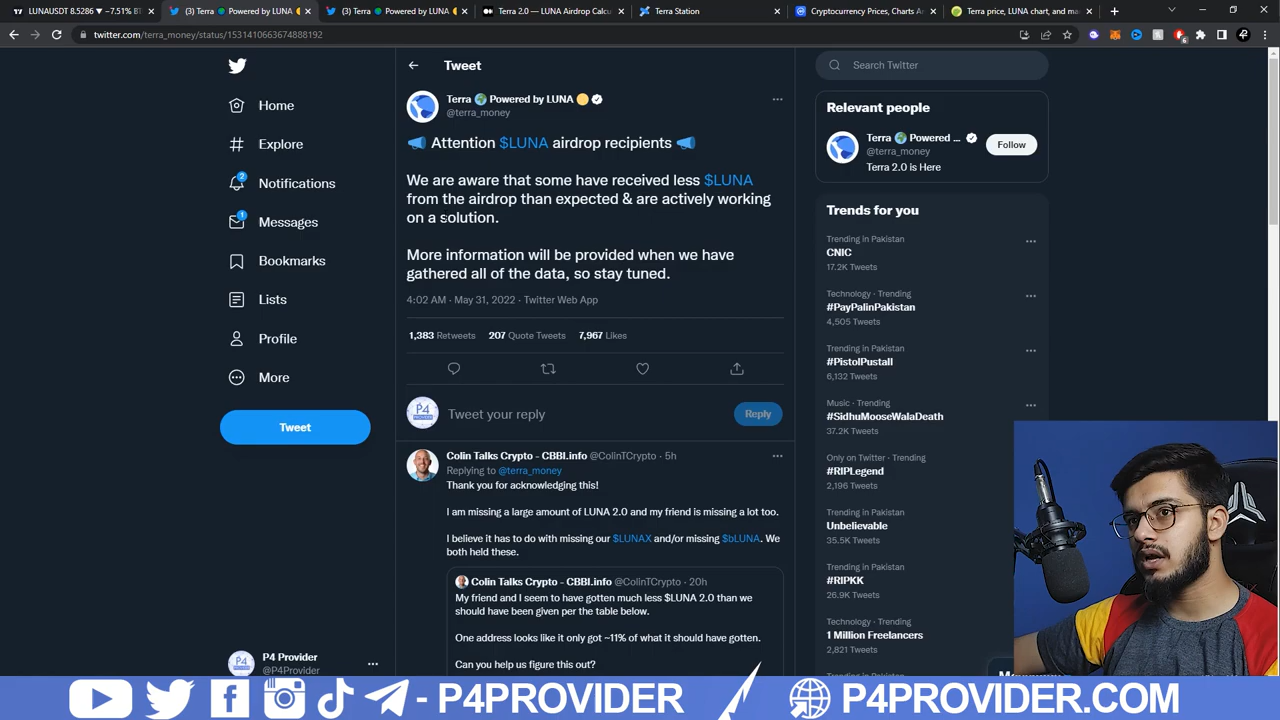 LUNAUSDT 8.5286 ▼ −7.51% B
(3) Terra 🌍 Powered by LUNA
(3) Terra 🌍 Powered by LUNA
Terra 2.0 — LUNA Airdrop Calcu
Terra Station
Cryptocurrency Prices, Charts A
Terra price, LUNA chart, and ma
twitter.com/terra_money/status/1531410663674888192
6
Home
Explore
2
Notifications
1
Messages
Bookmarks
Lists
Profile
More
Tweet
P4 Provider
@P4Provider
Tweet
Terra 🌍 Powered by LUNA 🌕
@terra_money
📣 Attention $LUNA airdrop recipients 📣
We are aware that some have received less $LUNA
from the airdrop than expected & are actively working
on a solution.
More information will be provided when we have
gathered all of the data, so stay tuned.
4:02 AM · May 31, 2022 · Twitter Web App
1,383 Retweets 207 Quote Tweets 7,967 Likes
P4
PROVIDER
Tweet your reply
Reply
Colin Talks Crypto - CBBI.info @ColinTCrypto · 5h
Replying to @terra_money
Thank you for acknowledging this!
I am missing a large amount of LUNA 2.0 and my friend is missing a lot too.
I believe it has to do with missing our $LUNAX and/or missing $bLUNA. We
both held these.
Colin Talks Crypto - CBBI.info @ColinTCrypto · 20h
My friend and I seem to have gotten much less $LUNA 2.0 than we
should have been given per the table below.
One address looks like it only got ~11% of what it should have gotten.
Can you help us figure this out?
Search Twitter
Relevant people
Terra 🌍 Powered ...
@terra_money
Follow
Terra 2.0 is Here
Trends for you
Trending in Pakistan
CNIC
17.2K Tweets
Technology · Trending
#PayPalinPakistan
4,505 Tweets
Trending in Pakistan
#PistolPustall
6,132 Tweets
Music · Trending
#SidhuMooseWalaDeath
37.2K Tweets
Only on Twitter · Trending
#RIPLegend
2,196 Tweets
Trending in Pakistan
Unbelievable
35.5K Tweets
Trending in Pakistan
#RIPKK
26.9K Tweets
Technology · Trending
1 Million Freelancers
2,821 Tweets
- P4PROVIDER
P4PROVIDER.COM